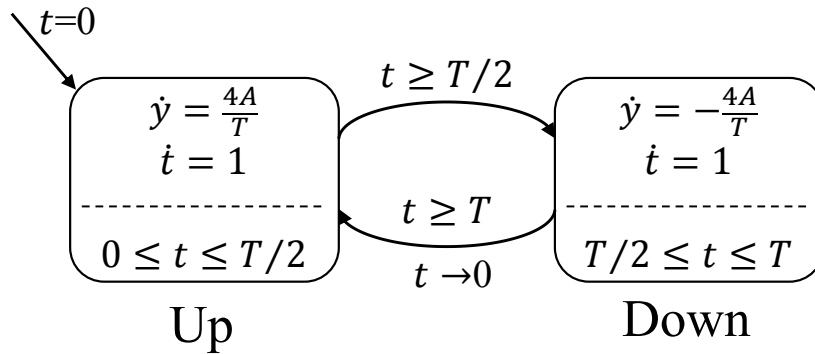 t=0
ẏ = 4A/T
ṫ = 1
0 ≤ t ≤ T/2
Up
t ≥ T/2
t ≥ T
t →0
ẏ = −4A/T
ṫ = 1
T/2 ≤ t ≤ T
Down